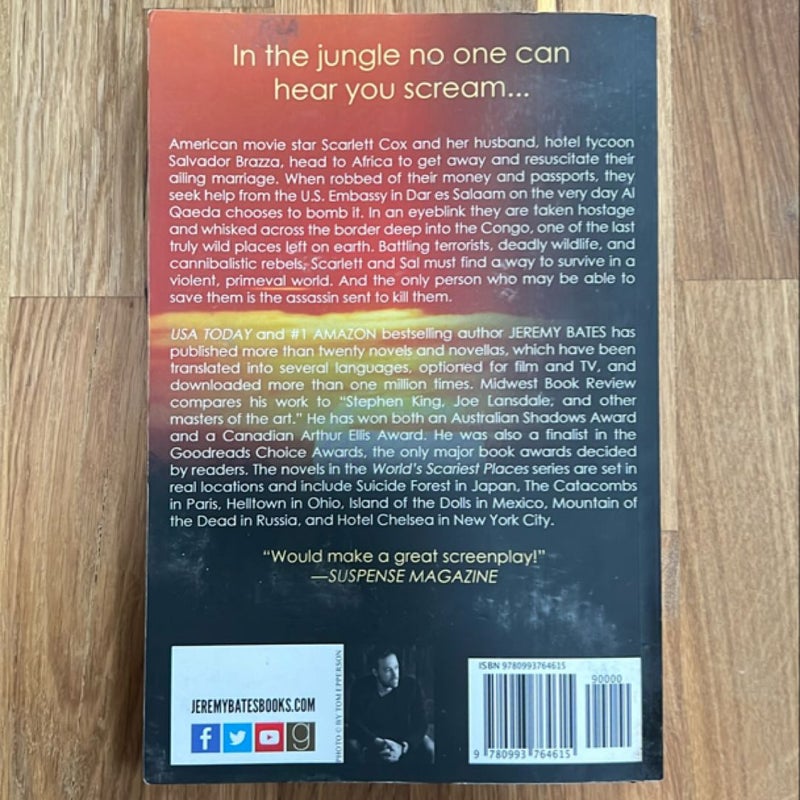 In the jungle no one can
hear you scream...
American movie star Scarlett Cox and her husband, hotel tycoon
Salvador Brazza, head to Africa to get away and resuscitate their
ailing marriage. When robbed of their money and passports, they
seek help from the U.S. Embassy in Dar es Salaam on the very day Al
Qaeda chooses to bomb it. In an eyeblink they are taken hostage
and whisked across the border deep into the Congo, one of the last
truly wild places left on earth. Battling terrorists, deadly wildlife, and
cannibalistic rebels, Scarlett and Sal must find a way to survive in a
violent, primeval world. And the only person who may be able to
save them is the assassin sent to kill them.
USA TODAY and #1 AMAZON bestselling author JEREMY BATES has
published more than twenty novels and novellas, which have been
translated into several languages, optioned for film and TV, and
downloaded more than one million times. Midwest Book Review
compares his work to “Stephen King, Joe Lansdale, and other
masters of the art.” He has won both an Australian Shadows Award
and a Canadian Arthur Ellis Award. He was also a finalist in the
Goodreads Choice Awards, the only major book awards decided
by readers. The novels in the World's Scariest Places series are set in
real locations and include Suicide Forest in Japan, The Catacombs
in Paris, Helltown in Ohio, Island of the Dolls in Mexico, Mountain of
the Dead in Russia, and Hotel Chelsea in New York City.
“Would make a great screenplay!”
—SUSPENSE MAGAZINE
JEREMYBATESBOOKS.COM
f
g
PHOTO © BY TOM EPPERSON
ISBN 9780993764615
90000
9 780993 764615